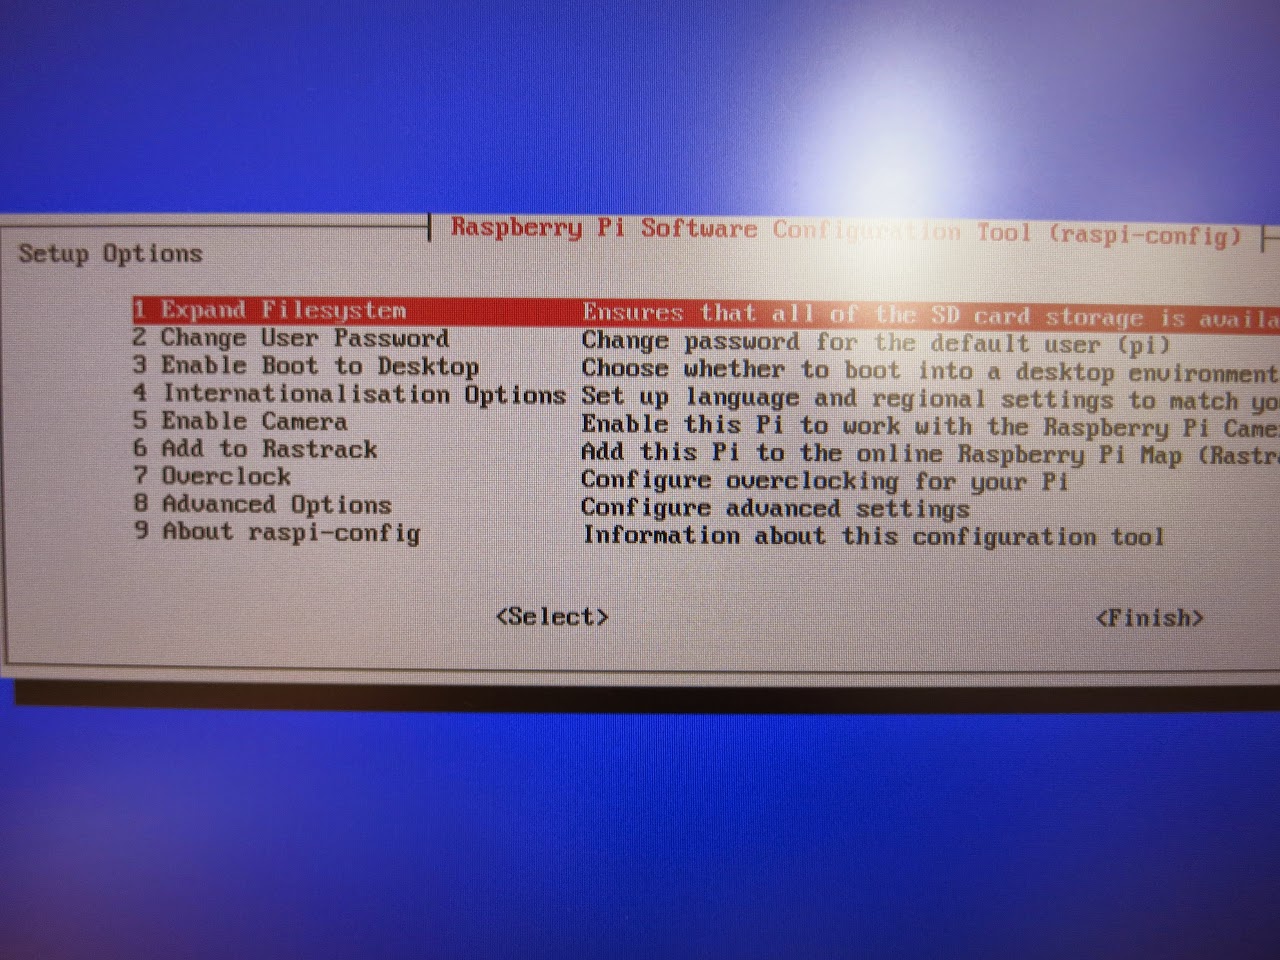 Raspberry Pi Software Configuration Tool (raspi-config)
Setup Options
1 Expand Filesystem Ensures that all of the SD card storage is availa
2 Change User Password Change password for the default user (pi)
3 Enable Boot to Desktop Choose whether to boot into a desktop environment
4 Internationalisation Options Set up language and regional settings to match yo
5 Enable Camera Enable this Pi to work with the Raspberry Pi Came
6 Add to Rastrack Add this Pi to the online Raspberry Pi Map (Rastra
7 Overclock Configure overclocking for your Pi
8 Advanced Options Configure advanced settings
9 About raspi-config Information about this configuration tool
<Select> <Finish>